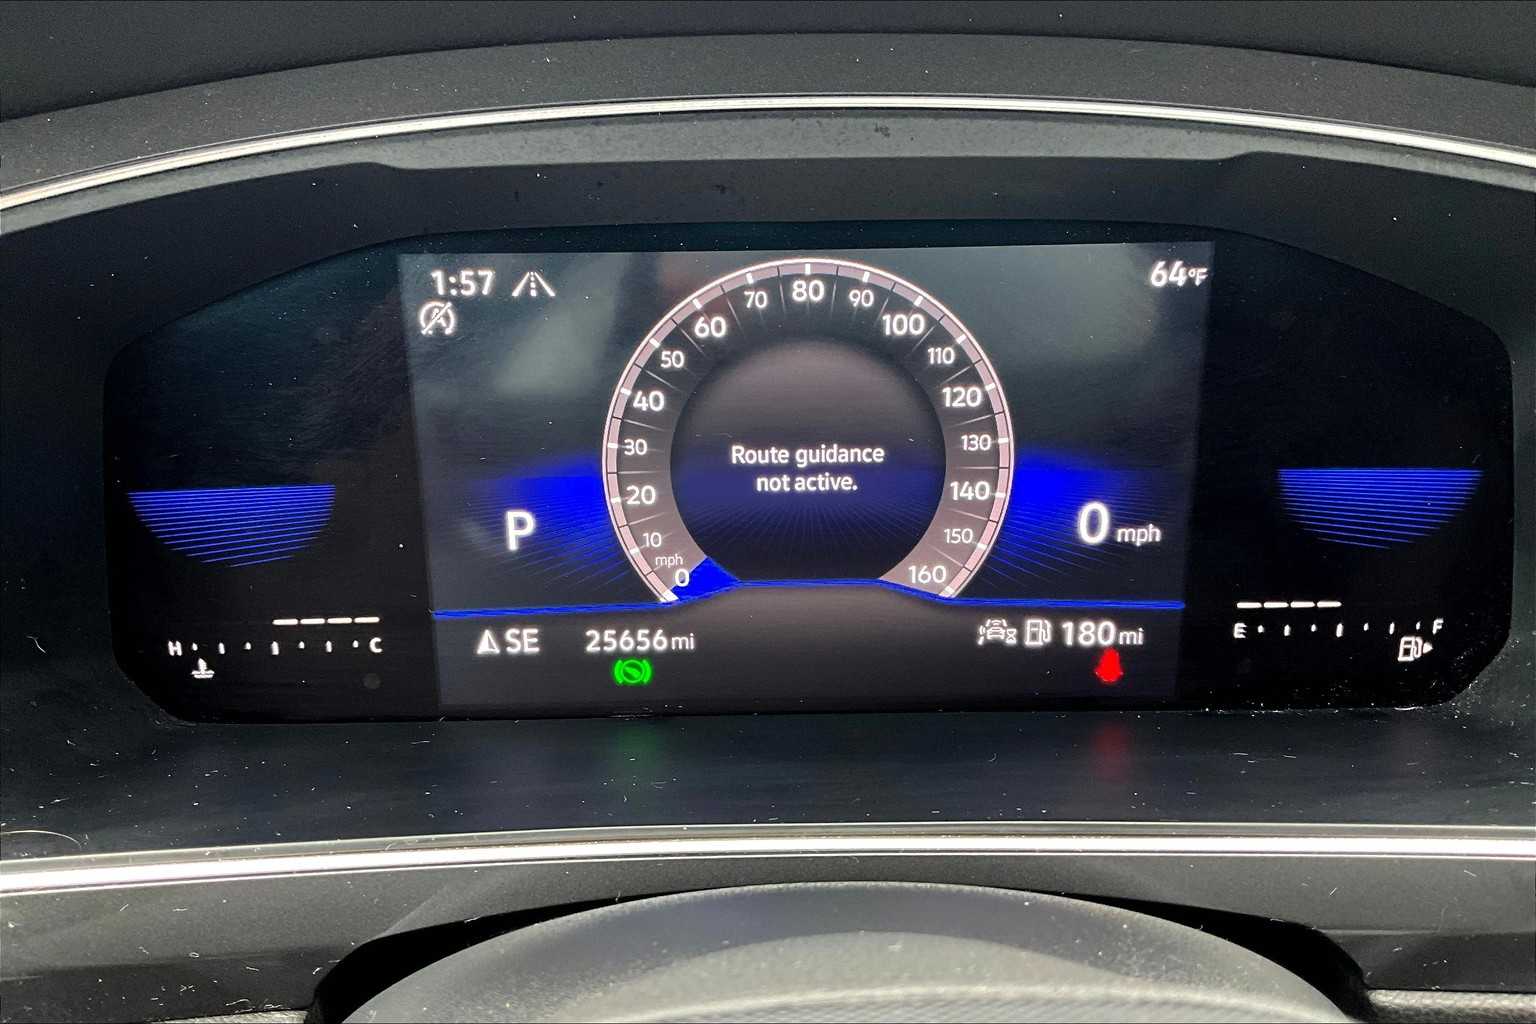 1:57
64°F
70 80 90
60 100
50 110
40 120
30 130
Route guidance
not active.
20 140
10 150
mph
0 160
P
0 mph
SE 25656 mi
180 mi
H C
E F